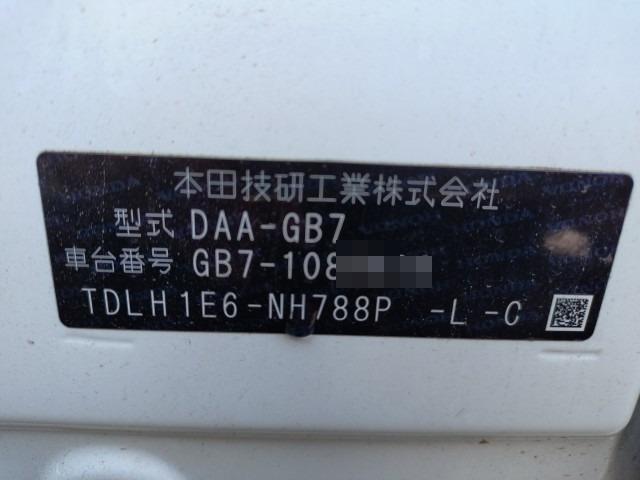 本田技研工業株式会社
型式 DAA-GB7
車台番号 GB7-108
TDLH1E6-NH788P -L -C